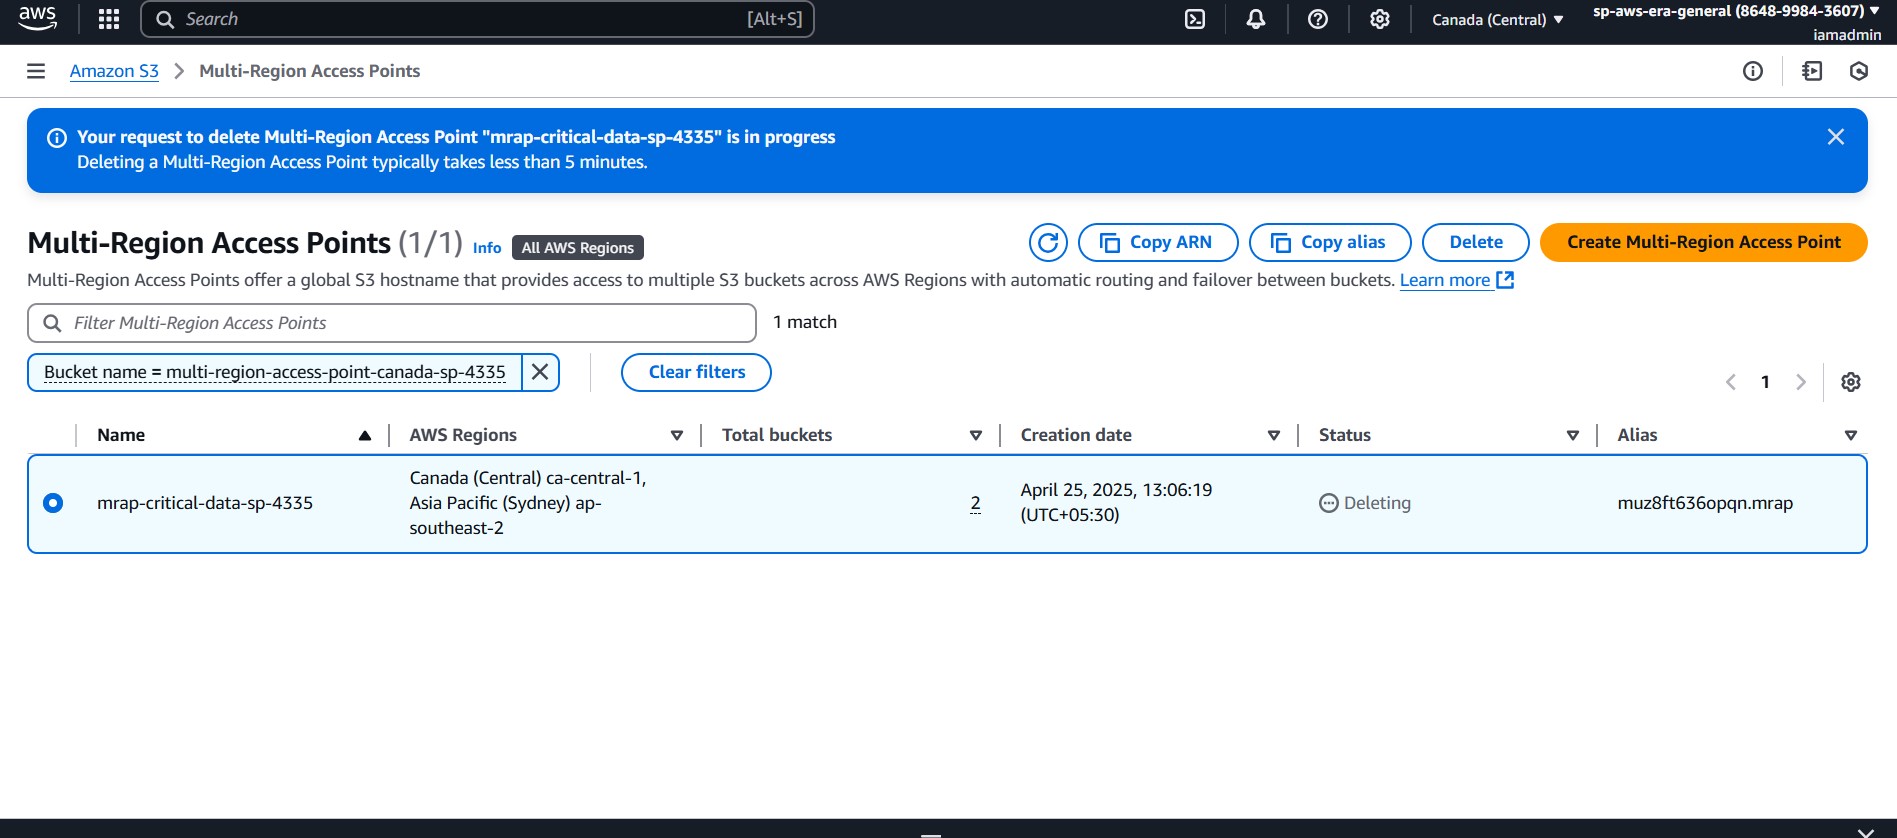 aws
Search [Alt+S]
Canada (Central)
sp-aws-era-general (8648-9984-3607)
iamadmin
Amazon S3 > Multi-Region Access Points
Your request to delete Multi-Region Access Point "mrap-critical-data-sp-4335" is in progress
Deleting a Multi-Region Access Point typically takes less than 5 minutes.
Multi-Region Access Points (1/1) Info All AWS Regions
Copy ARN Copy alias Delete Create Multi-Region Access Point
Multi-Region Access Points offer a global S3 hostname that provides access to multiple S3 buckets across AWS Regions with automatic routing and failover between buckets. Learn more
Filter Multi-Region Access Points 1 match
Bucket name = multi-region-access-point-canada-sp-4335 Clear filters
1
Name AWS Regions Total buckets Creation date Status Alias
mrap-critical-data-sp-4335
Canada (Central) ca-central-1,
Asia Pacific (Sydney) ap-
southeast-2
2
April 25, 2025, 13:06:19
(UTC+05:30)
Deleting
muz8ft636opqn.mrap